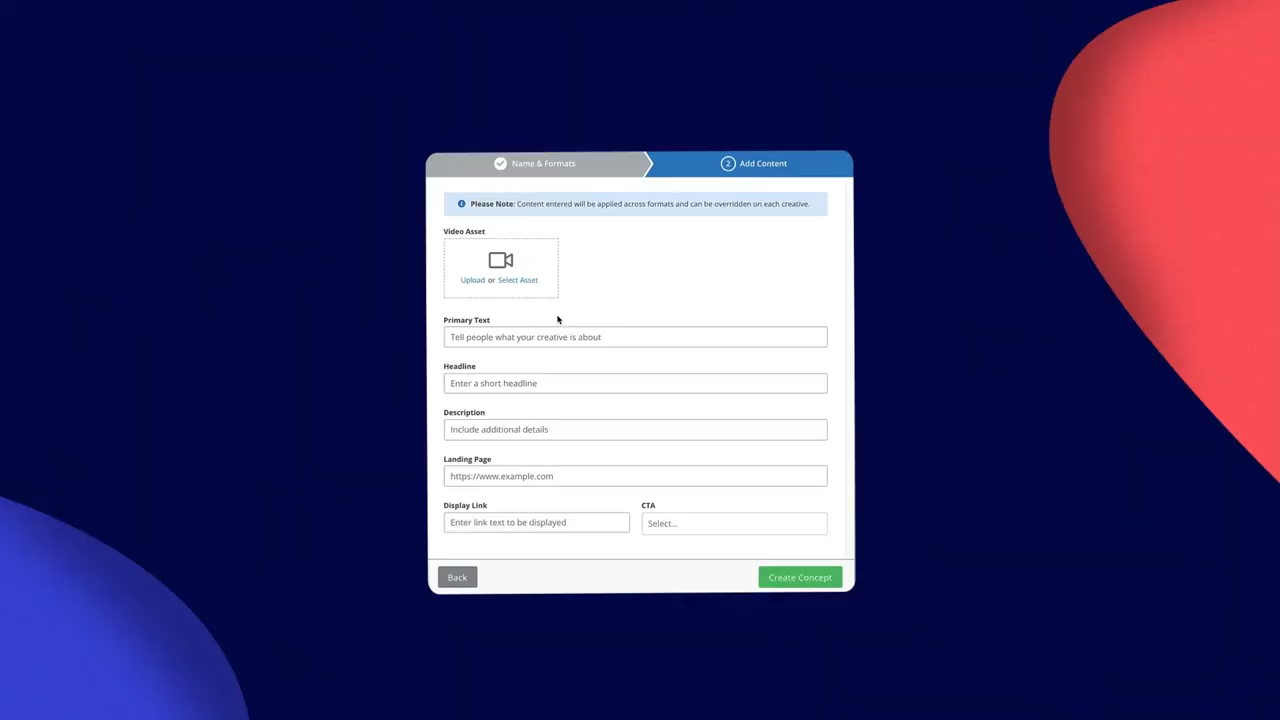 Name & Formats
2 Add Content
Please Note: Content entered will be applied across formats and can be overridden on each creative.
Video Asset
Upload or Select Asset
Primary Text
Tell people what your creative is about
Headline
Enter a short headline
Description
Include additional details
Landing Page
https://www.example.com
Display Link
CTA
Enter link text to be displayed
Select...
Back
Create Concept